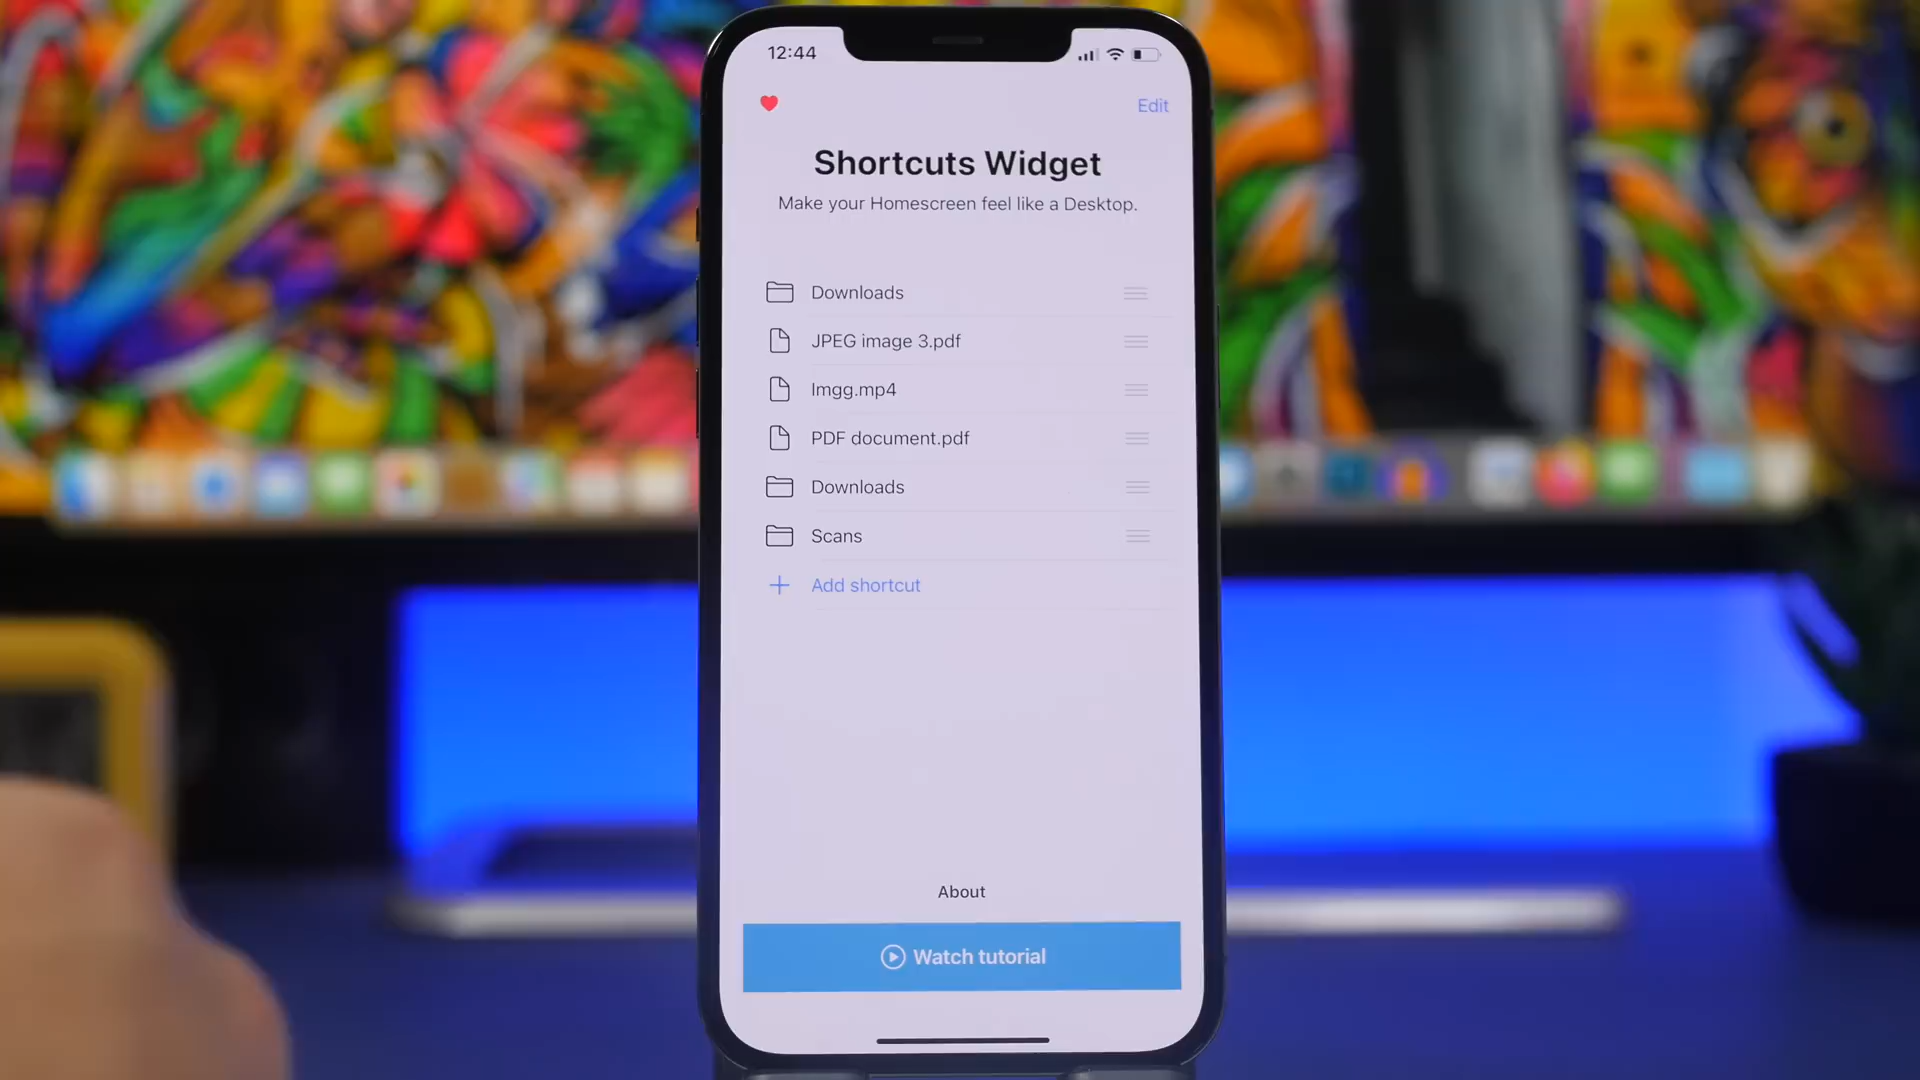 12:44
Edit
Shortcuts Widget
Make your Homescreen feel like a Desktop.
Downloads
JPEG image 3.pdf
Imgg.mp4
PDF document.pdf
Downloads
Scans
Add shortcut
About
Watch tutorial